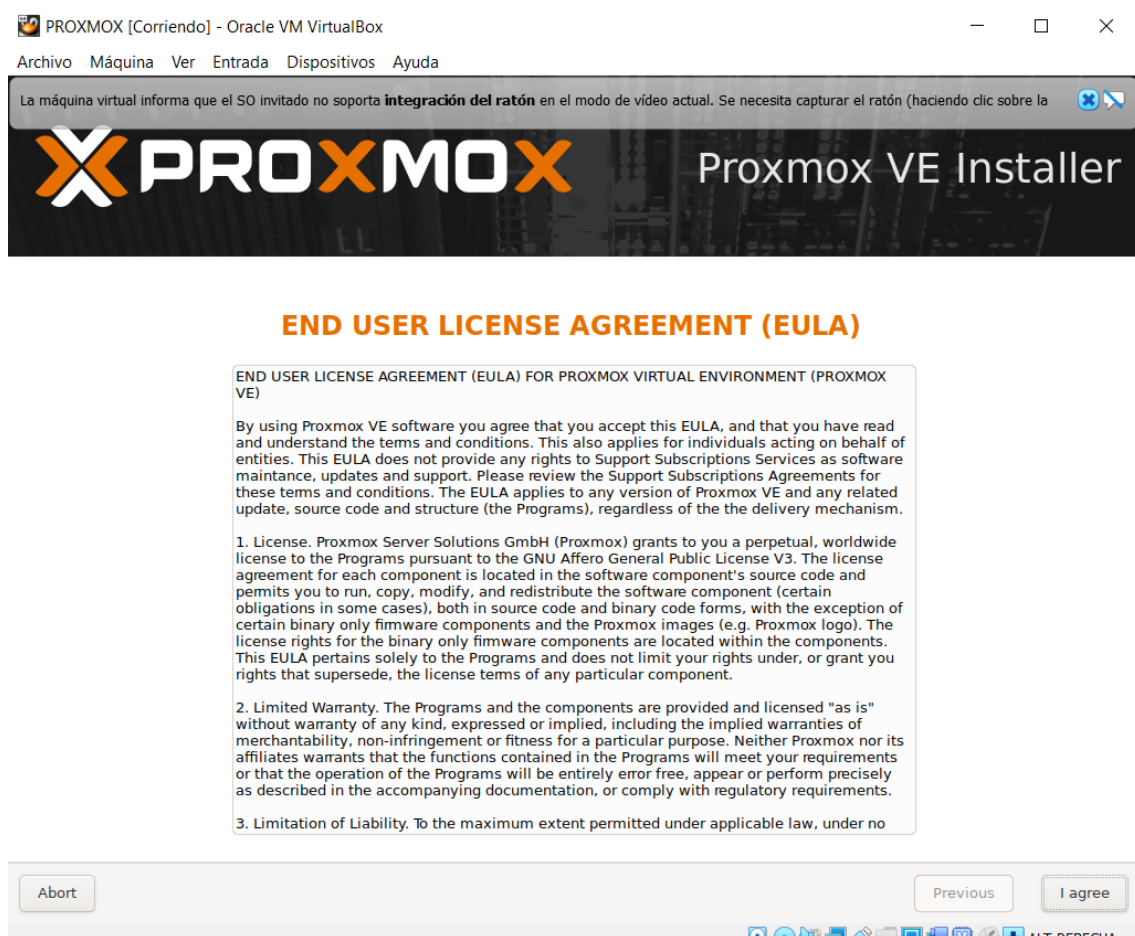 PROXMOX [Corriendo] - Oracle VM VirtualBox
Archivo Máquina Ver Entrada Dispositivos Ayuda
La máquina virtual informa que el SO invitado no soporta integración del ratón en el modo de vídeo actual. Se necesita capturar el ratón (haciendo clic sobre la
PROXMOX
Proxmox VE Installer
END USER LICENSE AGREEMENT (EULA)
END USER LICENSE AGREEMENT (EULA) FOR PROXMOX VIRTUAL ENVIRONMENT (PROXMOX
VE)
By using Proxmox VE software you agree that you accept this EULA, and that you have read
and understand the terms and conditions. This also applies for individuals acting on behalf of
entities. This EULA does not provide any rights to Support Subscriptions Services as software
maintance, updates and support. Please review the Support Subscriptions Agreements for
these terms and conditions. The EULA applies to any version of Proxmox VE and any related
update, source code and structure (the Programs), regardless of the the delivery mechanism.
1. License. Proxmox Server Solutions GmbH (Proxmox) grants to you a perpetual, worldwide
license to the Programs pursuant to the GNU Affero General Public License V3. The license
agreement for each component is located in the software component's source code and
permits you to run, copy, modify, and redistribute the software component (certain
obligations in some cases), both in source code and binary code forms, with the exception of
certain binary only firmware components and the Proxmox images (e.g. Proxmox logo). The
license rights for the binary only firmware components are located within the components.
This EULA pertains solely to the Programs and does not limit your rights under, or grant you
rights that supersede, the license terms of any particular component.
2. Limited Warranty. The Programs and the components are provided and licensed "as is"
without warranty of any kind, expressed or implied, including the implied warranties of
merchantability, non-infringement or fitness for a particular purpose. Neither Proxmox nor its
affiliates warrants that the functions contained in the Programs will meet your requirements
or that the operation of the Programs will be entirely error free, appear or perform precisely
as described in the accompanying documentation, or comply with regulatory requirements.
3. Limitation of Liability. To the maximum extent permitted under applicable law, under no
Abort
Previous
I agree
ALT DERECHA